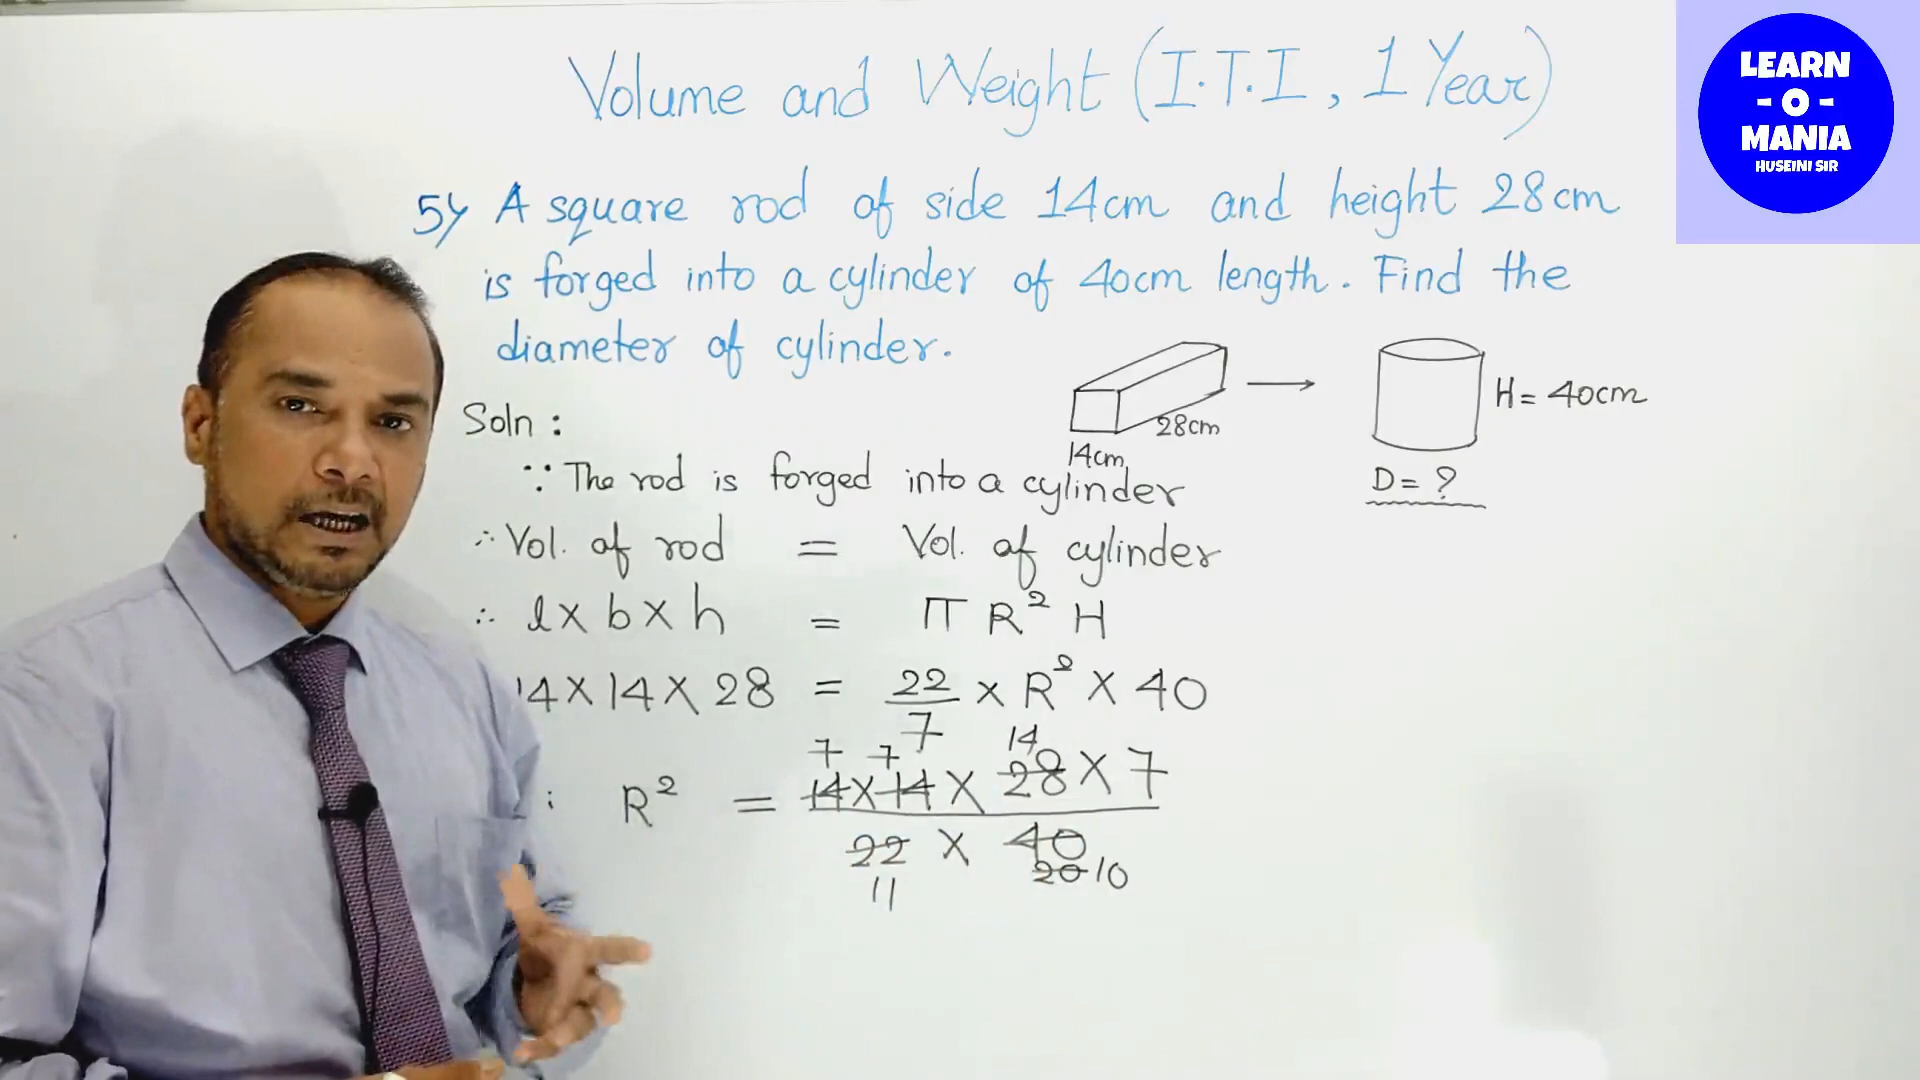 Volume and Weight (I.T.I, 1 Year)
LEARN
- O -
MANIA
HUSEINI SIR
5) A square rod of side 14cm and height 28cm
is forged into a cylinder of 40cm length. Find the
diameter of cylinder.
28cm
14cm
H = 40cm
D = ?
Soln :
∵ The rod is forged into a cylinder
∴ Vol. of rod = Vol. of cylinder
∴ l × b × h = π R² H
14 × 14 × 28 = 22/7 × R² × 40
7 7 14
: R² = 14 × 14 × 28 × 7
22 × 40
11 20 10